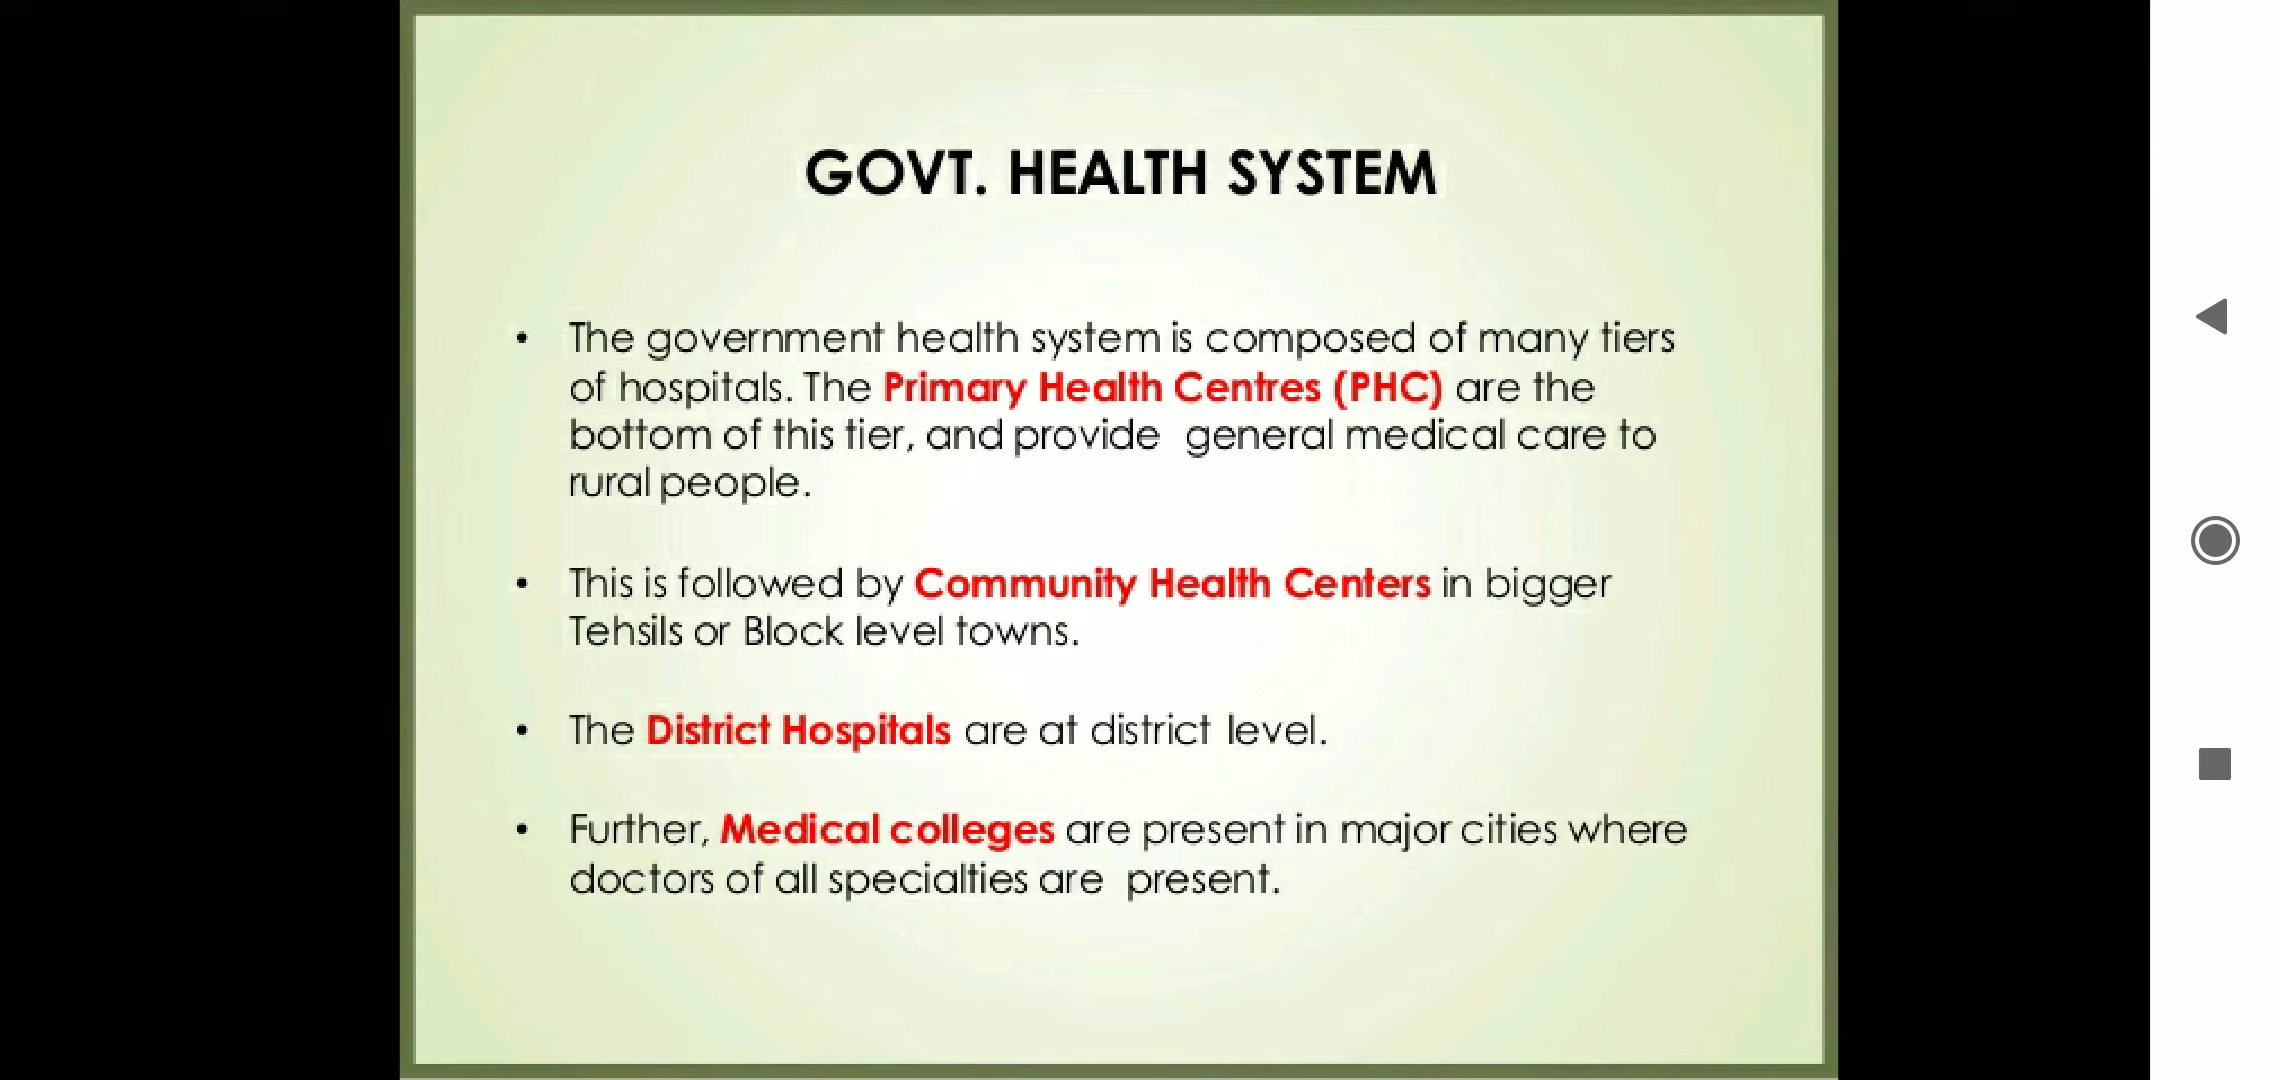 GOVT. HEALTH SYSTEM
• The government health system is composed of many tiers
of hospitals. The Primary Health Centres (PHC) are the
bottom of this tier, and provide general medical care to
rural people.
• This is followed by Community Health Centers in bigger
Tehsils or Block level towns.
• The District Hospitals are at district level.
• Further, Medical colleges are present in major cities where
doctors of all specialties are present.